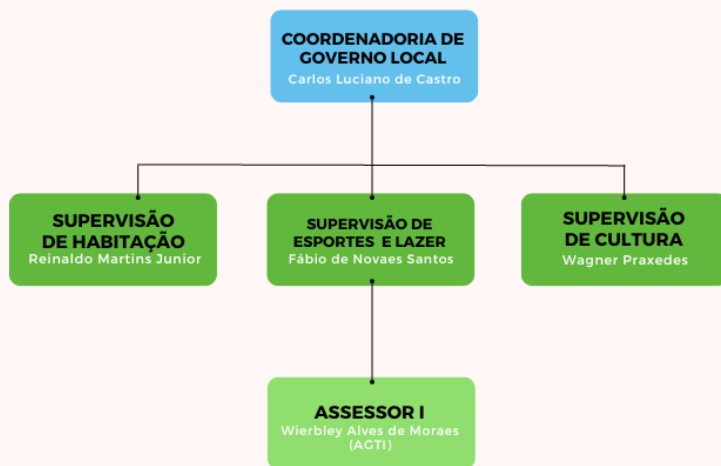 COORDENADORIA DE
GOVERNO LOCAL
Carlos Luciano de Castro
SUPERVISÃO
DE HABITAÇÃO
Reinaldo Martins Junior
SUPERVISÃO DE
ESPORTES E LAZER
Fábio de Novaes Santos
SUPERVISÃO
DE CULTURA
Wagner Praxedes
ASSESSOR I
Wierbley Alves de Moraes
(AGTI)